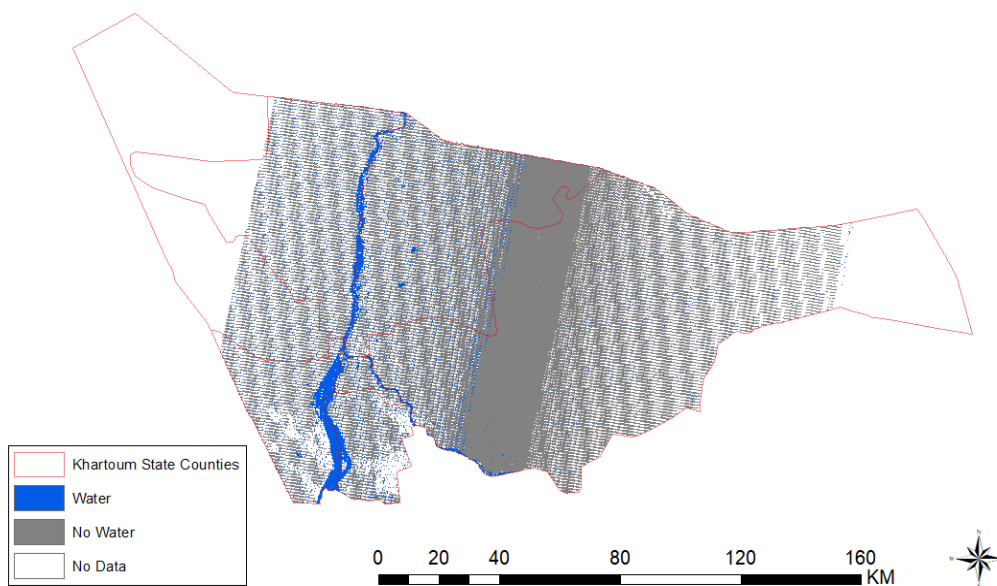 Khartoum State Counties
Water
No Water
No Data
0 20 40 80 120 160
KM
N
W
E
S